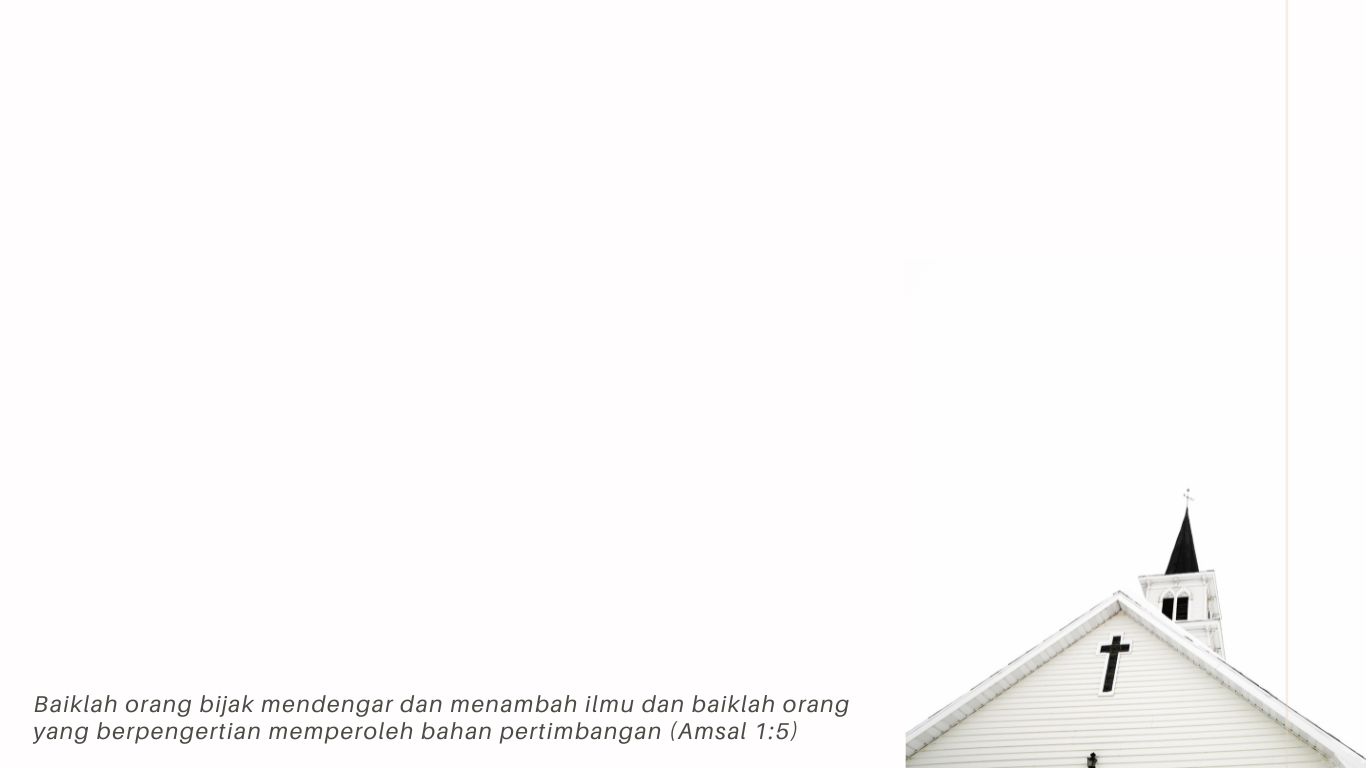 Baiklah orang bijak mendengar dan menambah ilmu dan baiklah orang
yang berpengertian memperoleh bahan pertimbangan (Amsal 1:5)